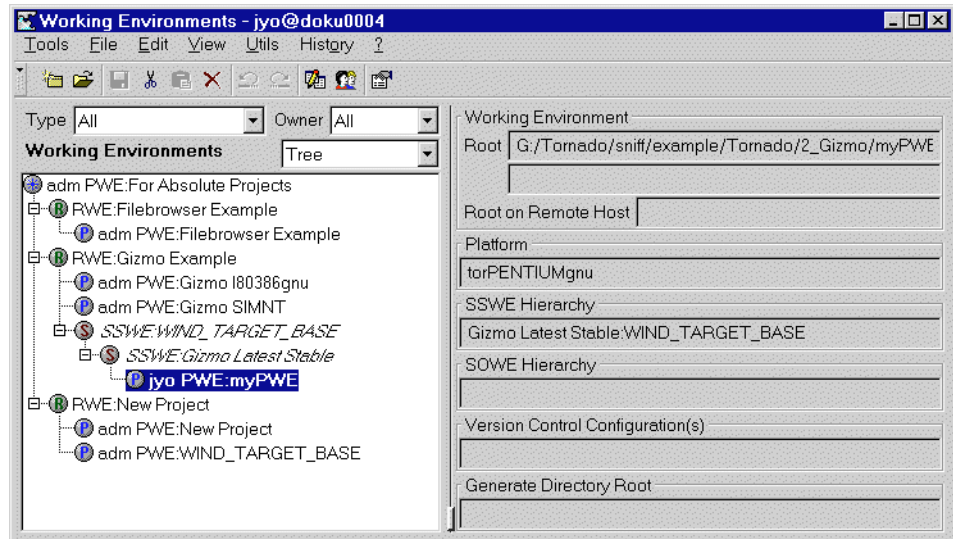 Working Environments - jyo@doku0004
Tools File Edit View Utils History ?
Type All Owner All
Working Environments Tree
adm PWE:For Absolute Projects
RWE:Filebrowser Example
adm PWE:Filebrowser Example
RWE:Gizmo Example
adm PWE:Gizmo I80386gnu
adm PWE:Gizmo SIMNT
SSWE:WIND_TARGET_BASE
SSWE:Gizmo Latest Stable
jyo PWE:myPWE
RWE:New Project
adm PWE:New Project
adm PWE:WIND_TARGET_BASE
Working Environment
Root G:/Tornado/sniff/example/Tornado/2_Gizmo/myPWE
Root on Remote Host
Platform
torPENTIUMgnu
SSWE Hierarchy
Gizmo Latest Stable:WIND_TARGET_BASE
SOWE Hierarchy
Version Control Configuration(s)
Generate Directory Root